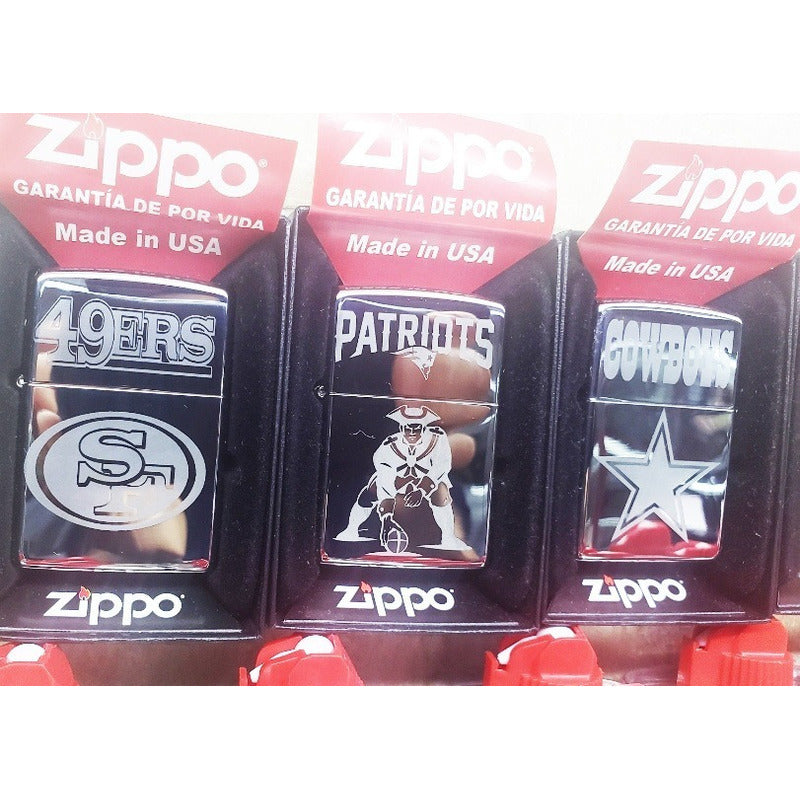 Zippo
GARANTÍA DE POR VIDA
Made in USA
49ERS
SF
Zippo
Zippo
GARANTÍA DE POR VIDA
Made in USA
PATRIOTS
Zippo
Zippo
GARANTÍA DE POR VIDA
Made in USA
COWBOYS
Zippo